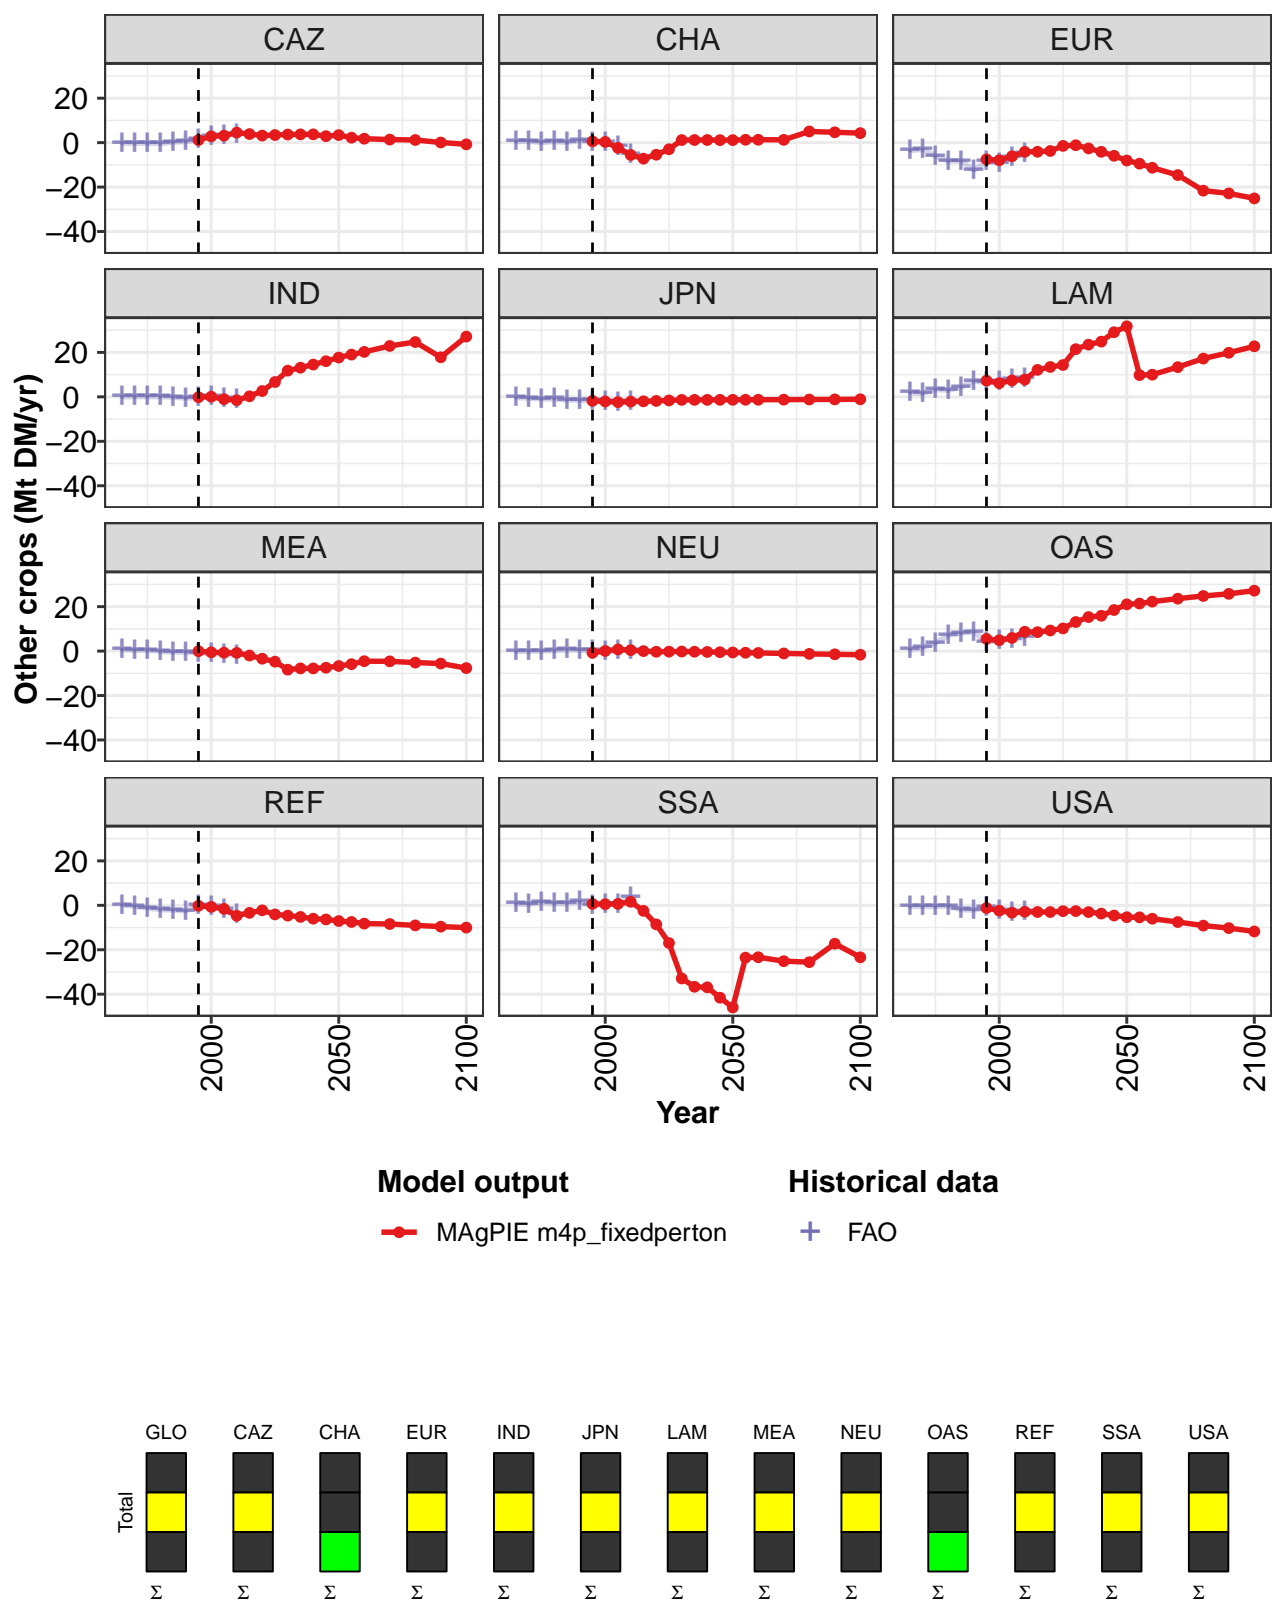 CAZ CHA EUR
20
0
−20
−40
IND JPN LAM
20
0
−20
−40
MEA NEU OAS
20
0
−20
−40
REF SSA USA
20
0
−20
−40
Other crops (Mt DM/yr)
2000 2050 2100 2000 2050 2100 2000 2050 2100
Year
Model output Historical data
MAgPIE m4p_fixedperton FAO
GLO CAZ CHA EUR IND JPN LAM MEA NEU OAS REF SSA USA
Total
Σ Σ Σ Σ Σ Σ Σ Σ Σ Σ Σ Σ Σ